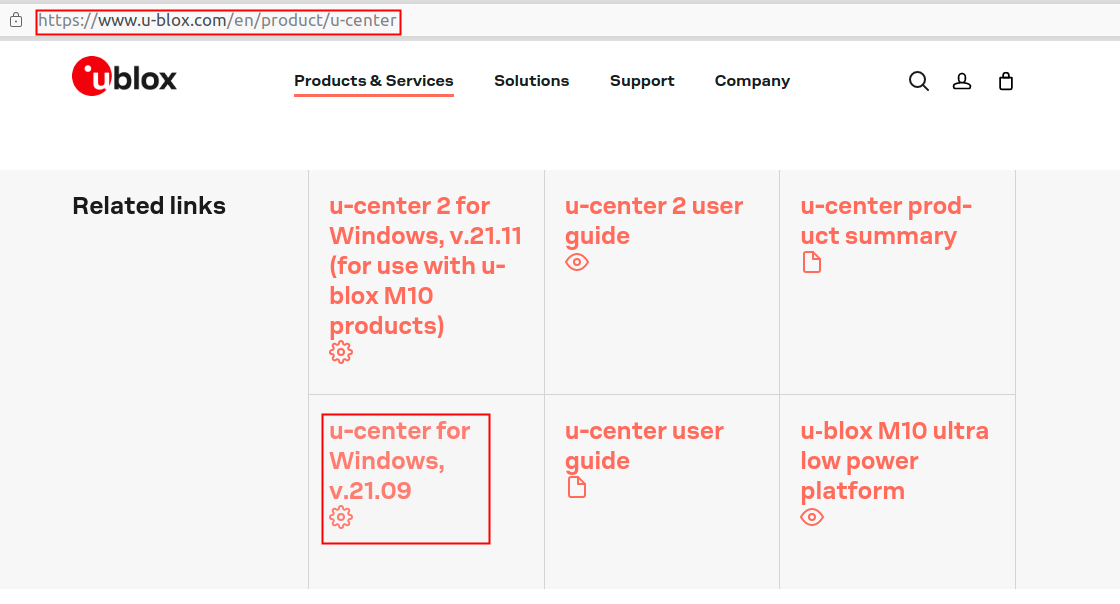 https://www.u-blox.com/en/product/u-center
ublox
Products & Services
Solutions
Support
Company
Related links
u-center 2 for
Windows, v.21.11
(for use with u-
blox M10
products)
u-center 2 user
guide
u-center prod-
uct summary
u-center for
Windows,
v.21.09
u-center user
guide
u-blox M10 ultra
low power
platform